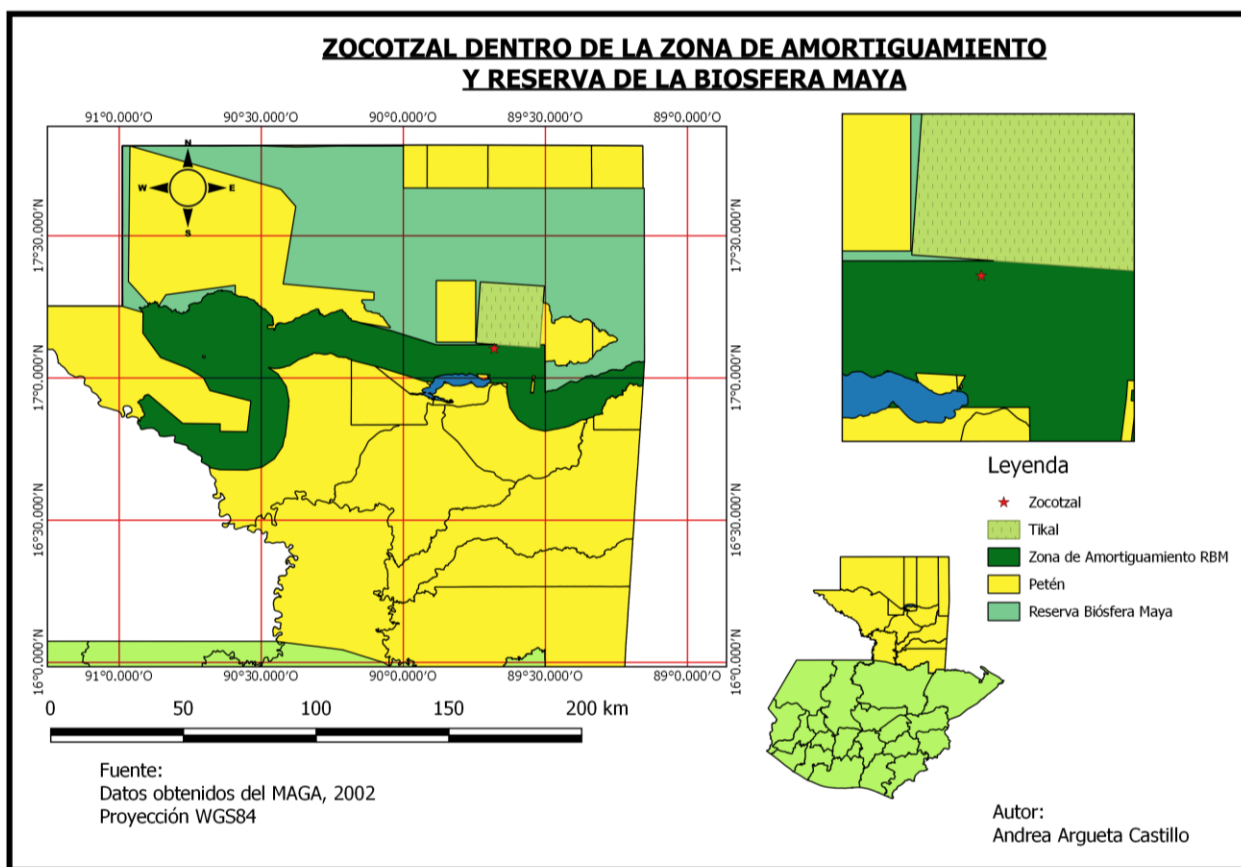 ZOCOTZAL DENTRO DE LA ZONA DE AMORTIGUAMIENTO
Y RESERVA DE LA BIOSFERA MAYA
91°0.000'O 90°30.000'O 90°0.000'O 89°30.000'O 89°0.000'O
N
W E
S
17°30.000'N 17°30.000'N
17°0.000'N 17°0.000'N
16°30.000'N 16°30.000'N
16°0.000'N 16°0.000'N
91°0.000'O 90°30.000'O 90°0.000'O 89°30.000'O 89°0.000'O
0 50 100 150 200 km
Fuente:
Datos obtenidos del MAGA, 2002
Proyección WGS84
Leyenda
Zocotzal
Tikal
Zona de Amortiguamiento RBM
Petén
Reserva Biósfera Maya
Autor:
Andrea Argueta Castillo